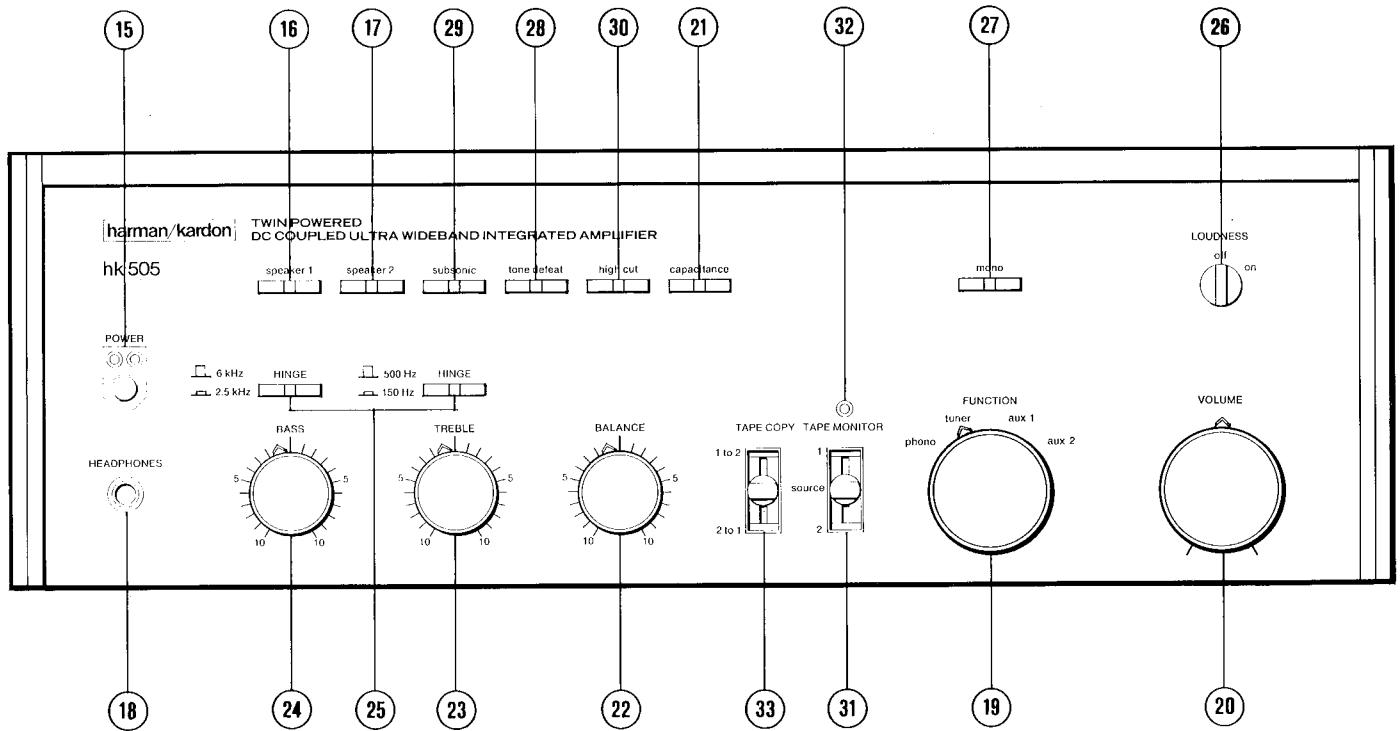 15 16 17 29 28 30 21 32 27 26
harman/kardon
TWIN POWERED
DC COUPLED ULTRA WIDEBAND INTEGRATED AMPLIFIER
hk 505
speaker 1 speaker 2 subsonic tone defeat high cut capacitance
mono
LOUDNESS
off
on
POWER
6 kHz HINGE
2.5 kHz
500 Hz HINGE
150 Hz
HEADPHONES
BASS
5 5
10 10
TREBLE
5 5
10 10
BALANCE
5 5
10 10
TAPE COPY
1 to 2
2 to 1
TAPE MONITOR
1
source
2
FUNCTION
phono tuner aux 1 aux 2
VOLUME
18 24 25 23 22 33 31 19 20